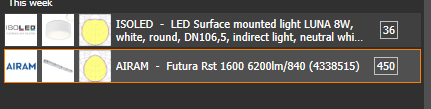 This week
ISOLED
ISOLED - LED Surface mounted light LUNA 8W,
white, round, DN106,5, indirect light, neutral whi...
36
AIRAM
AIRAM - Futura Rst 1600 6200lm/840 (4338515)
450